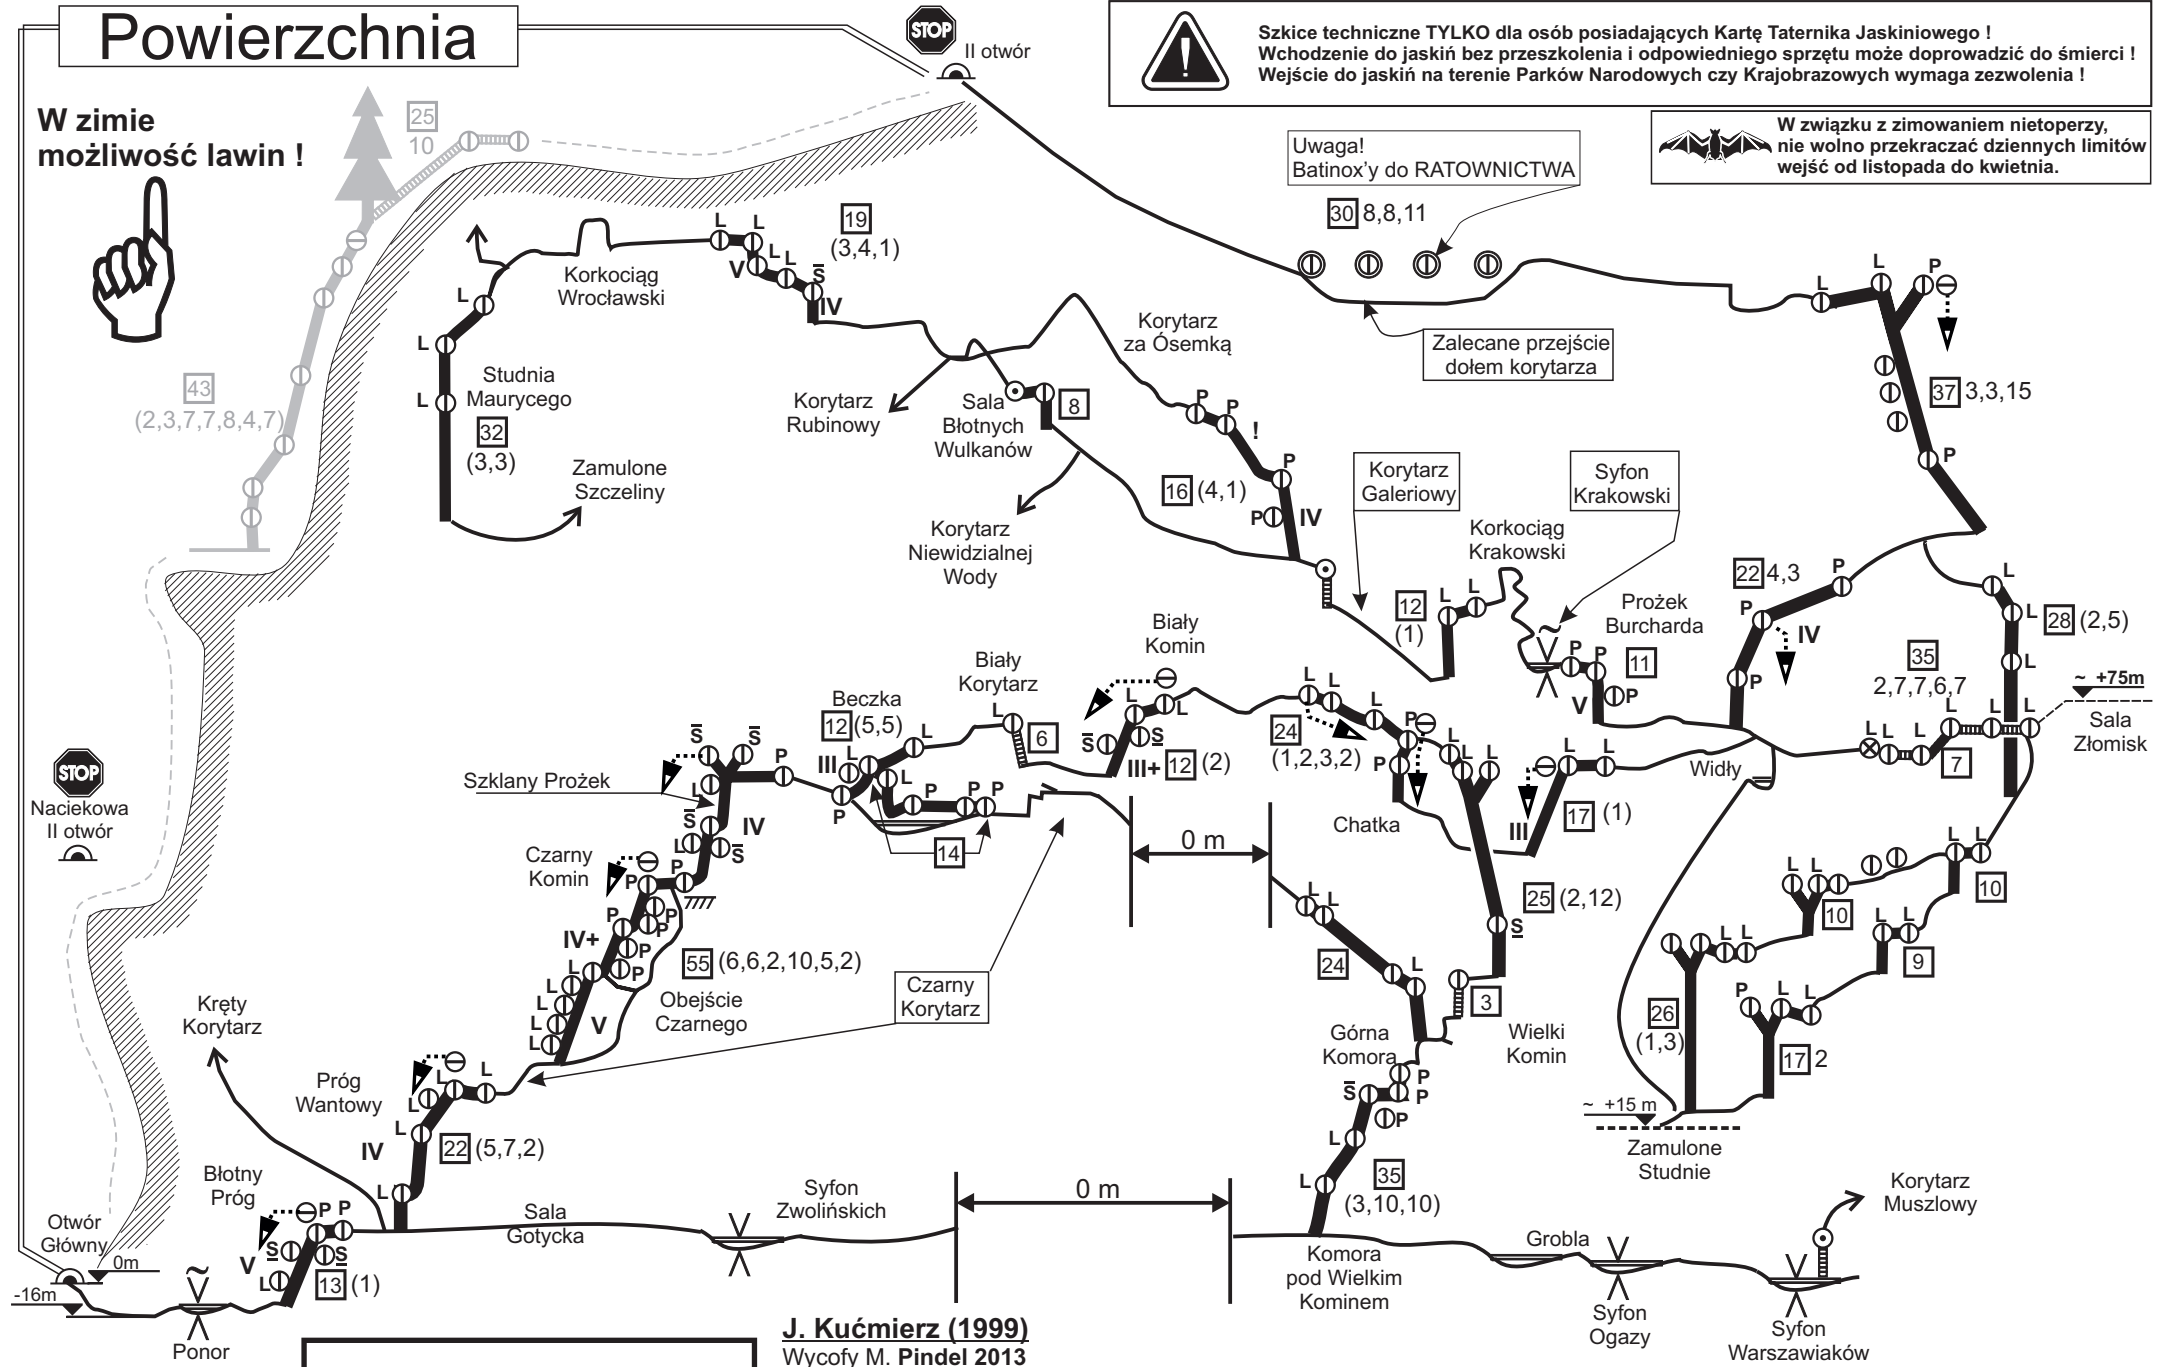 Powierzchnia
STOP
II otwór
Szkice techniczne TYLKO dla osób posiadających Kartę Taternika Jaskiniowego !
Wchodzenie do jaskiń bez przeszkolenia i odpowiedniego sprzętu może doprowadzić do śmierci !
Wejście do jaskiń na terenie Parków Narodowych czy Krajobrazowych wymaga zezwolenia !
W zimie
możliwość lawin !
25
10
W związku z zimowaniem nietoperzy,
nie wolno przekraczać dziennych limitów
wejść od listopada do kwietnia.
Uwaga!
Batinox'y do RATOWNICTWA
30 8,8,11
Zalecane przejście
dołem korytarza
L
L
P
37 3,3,15
P
43
(2,3,7,7,8,4,7)
Korkociąg
Wrocławski
L
L
V
L
L
S
IV
19
(3,4,1)
L
L
L
Studnia
Maurycego
32
(3,3)
Zamulone
Szczeliny
Korytarz
Rubinowy
Sala
Błotnych
Wulkanów
8
Korytarz
za Ósemką
P
P
!
P
16 (4,1)
P
IV
Korytarz
Niewidzialnej
Wody
Korytarz
Galeriowy
Syfon
Krakowski
Korkociąg
Krakowski
12
(1)
L
L
Prożek
Burcharda
P
P
11
P
V
22 4,3
P
P
IV
P
L
L
28 (2,5)
L
35
2,7,7,6,7
~ +75m
Sala
Złomisk
L
L
L
L
L
L
7
Widły
Biały
Komin
L
L
S
S
III+ 12 (2)
Biały
Korytarz
L
6
Beczka
12 (5,5)
III
L
L
L
P
P
P
P
14
Szklany Prożek
S
S
P
L
S
IV
L
S
L
L
L
P
P
24
(1,2,3,2)
Chatka
L
L
L
L
L
17 (1)
III
25 (2,12)
S
0 m
Czarny
Komin
P
P
P
P
P
P
P
IV+
L
L
L
L
L
V
55 (6,6,2,10,5,2)
Obejście
Czarnego
Czarny
Korytarz
L
L
24
L
3
Górna
Komora
Wielki
Komin
P
P
S
P
L
L
35
(3,10,10)
L
L
10
L
L
10
L
L
9
L
L
26
(1,3)
P
L
L
17 2
~ +15 m
Zamulone
Studnie
Kręty
Korytarz
Próg
Wantowy
L
L
L
L
IV
22 (5,7,2)
L
Błotny
Próg
P
P
S
S
V
L
13 (1)
Otwór
Główny
0m
-16m
Ponor
STOP
Naciekowa
II otwór
Sala
Gotycka
Syfon
Zwolińskich
0 m
Komora
pod Wielkim
Kominem
Grobla
Syfon
Ogazy
Syfon
Warszawiaków
Korytarz
Muszlowy
J. Kućmierz (1999)
Wycofy M. Pindel 2013